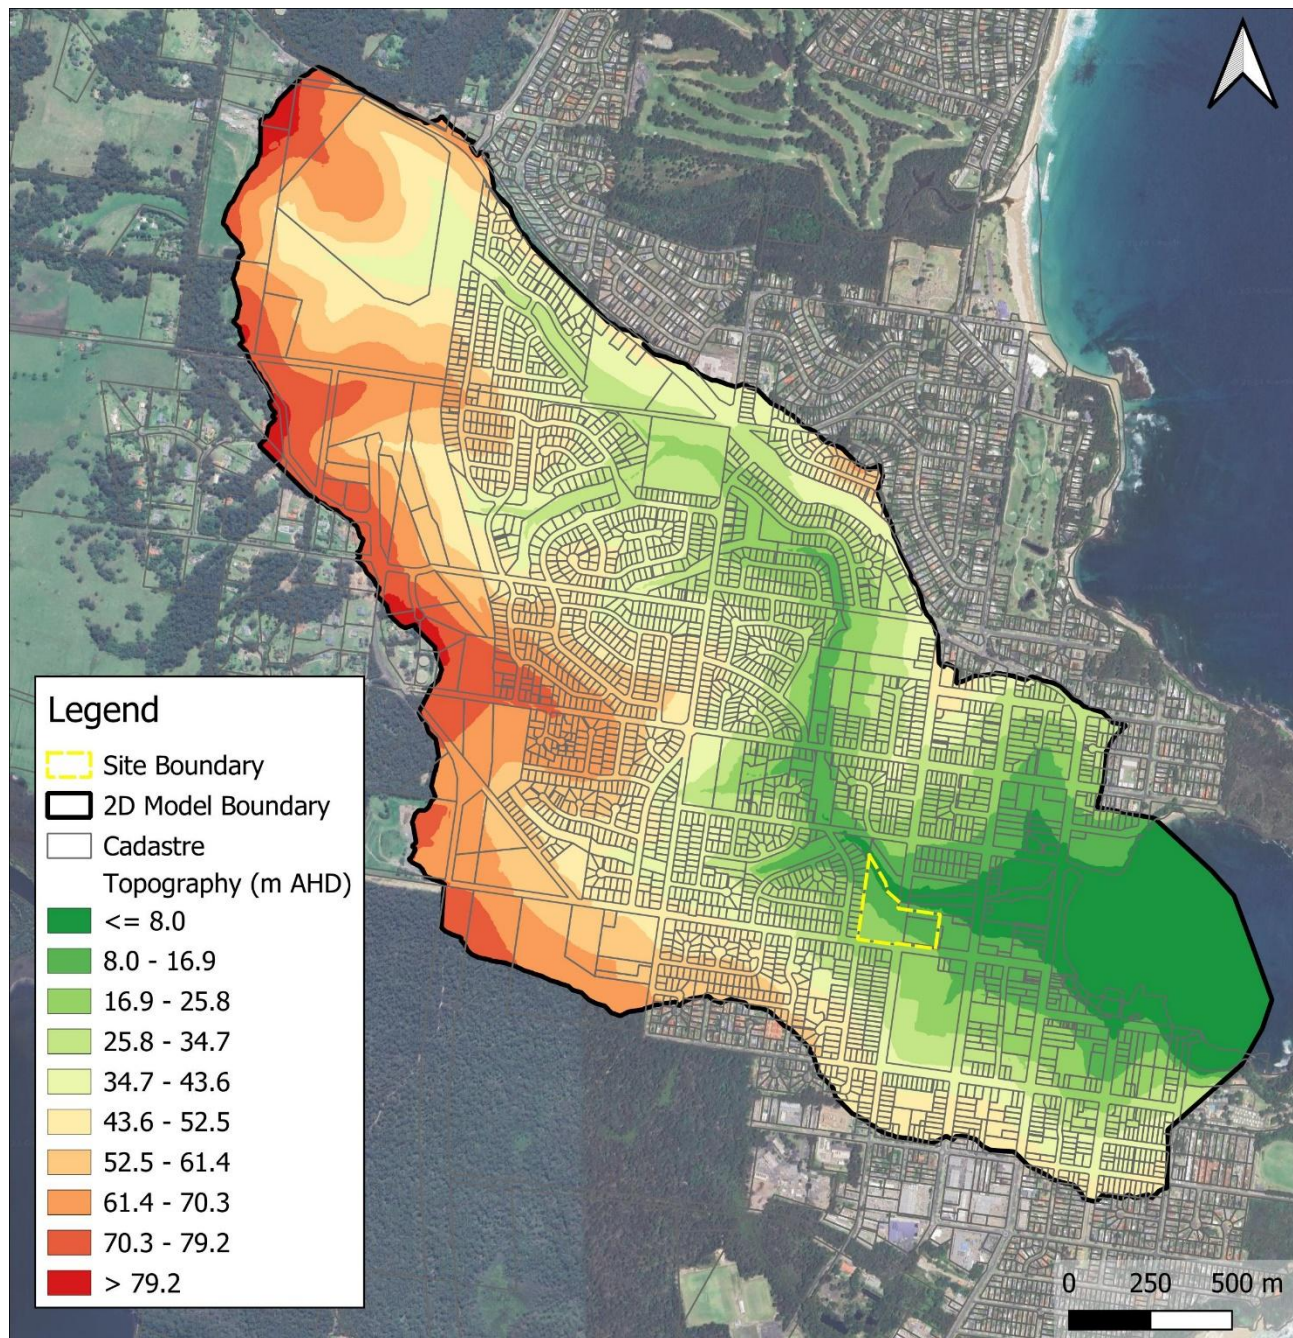 Legend
Site Boundary
2D Model Boundary
Cadastre
Topography (m AHD)
<= 8.0
8.0 - 16.9
16.9 - 25.8
25.8 - 34.7
34.7 - 43.6
43.6 - 52.5
52.5 - 61.4
61.4 - 70.3
70.3 - 79.2
> 79.2
0 250 500 m